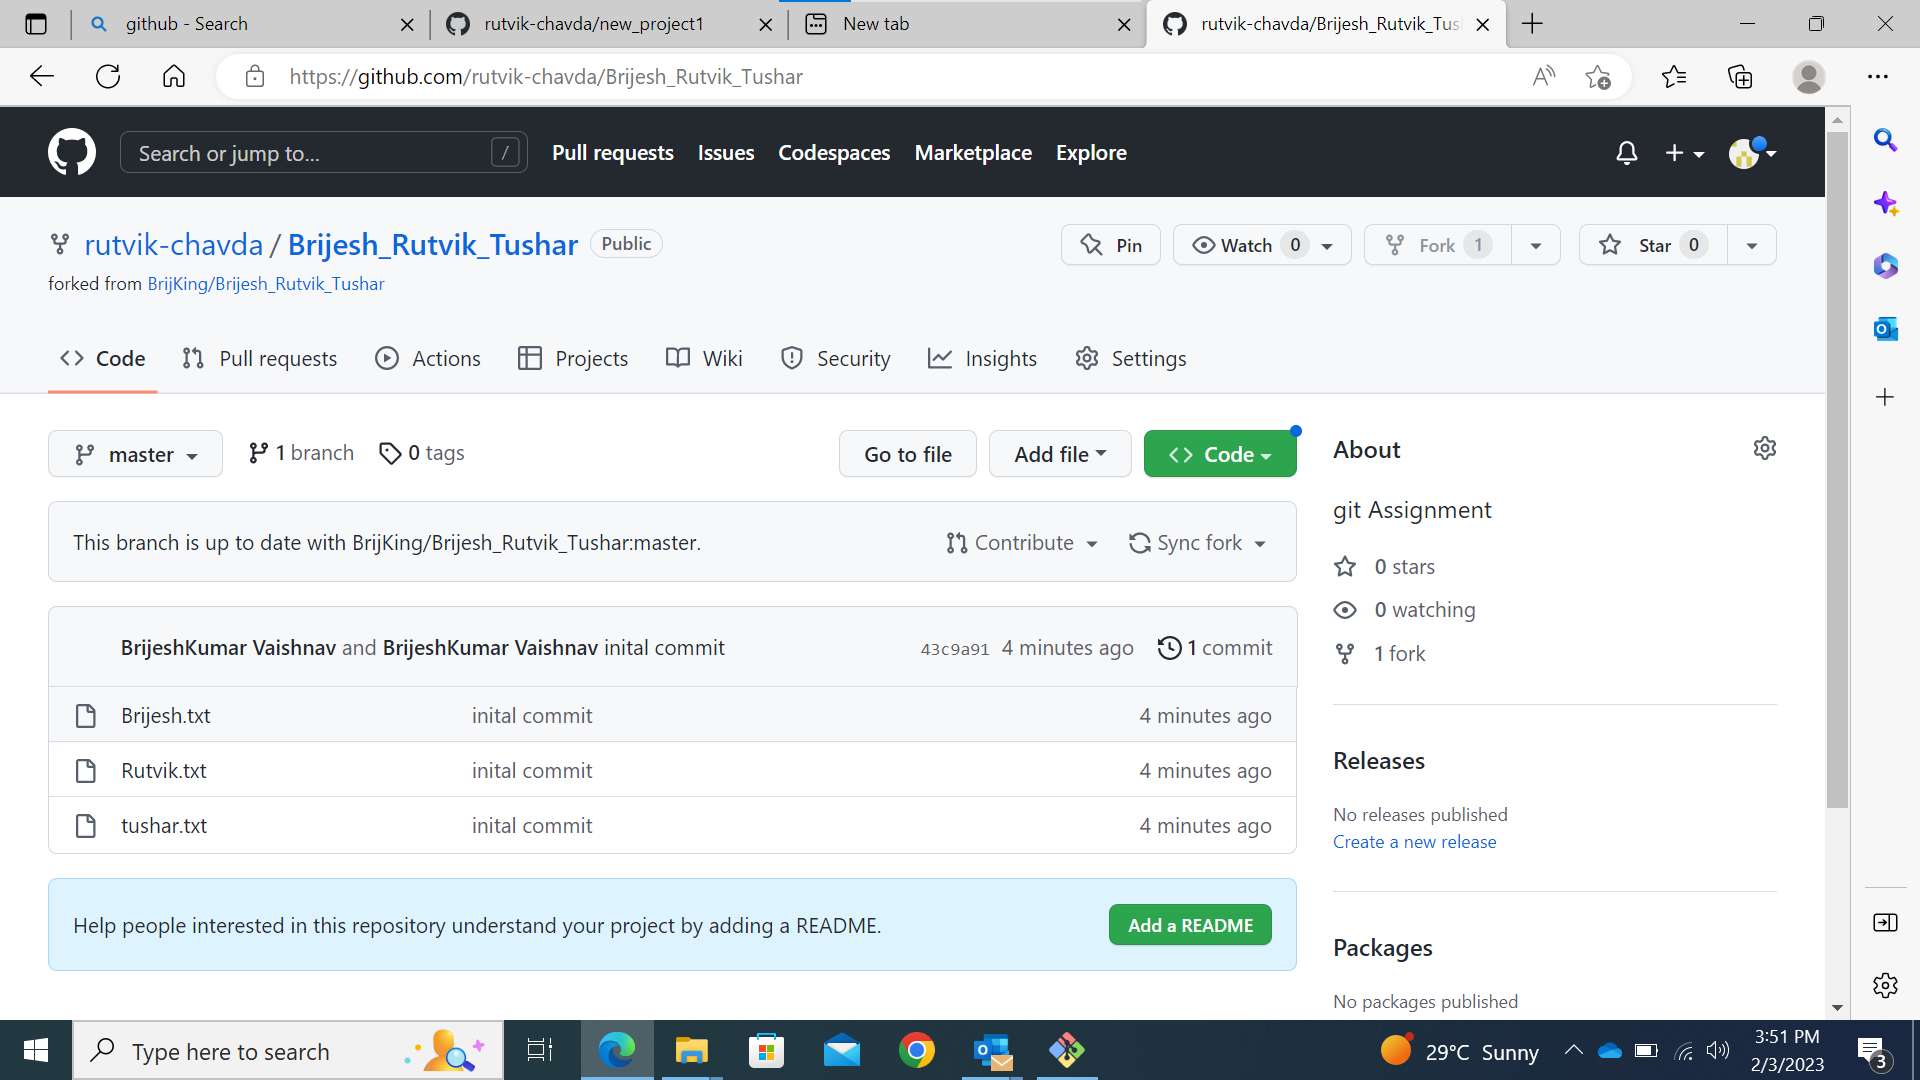 github - Search
rutvik-chavda/new_project1
New tab
rutvik-chavda/Brijesh_Rutvik_Tus
https://github.com/rutvik-chavda/Brijesh_Rutvik_Tushar
Search or jump to...
/
Pull requests
Issues
Codespaces
Marketplace
Explore
rutvik-chavda / Brijesh_Rutvik_Tushar
Public
Pin
Watch 0
Fork 1
Star 0
forked from BrijKing/Brijesh_Rutvik_Tushar
Code
Pull requests
Actions
Projects
Wiki
Security
Insights
Settings
master
1 branch
0 tags
Go to file
Add file
Code
This branch is up to date with BrijKing/Brijesh_Rutvik_Tushar:master.
Contribute
Sync fork
BrijeshKumar Vaishnav and BrijeshKumar Vaishnav inital commit
43c9a91 4 minutes ago
1 commit
Brijesh.txt inital commit 4 minutes ago
Rutvik.txt inital commit 4 minutes ago
tushar.txt inital commit 4 minutes ago
Help people interested in this repository understand your project by adding a README.
Add a README
About
git Assignment
0 stars
0 watching
1 fork
Releases
No releases published
Create a new release
Packages
No packages published
Type here to search
29°C Sunny
3:51 PM
2/3/2023
3